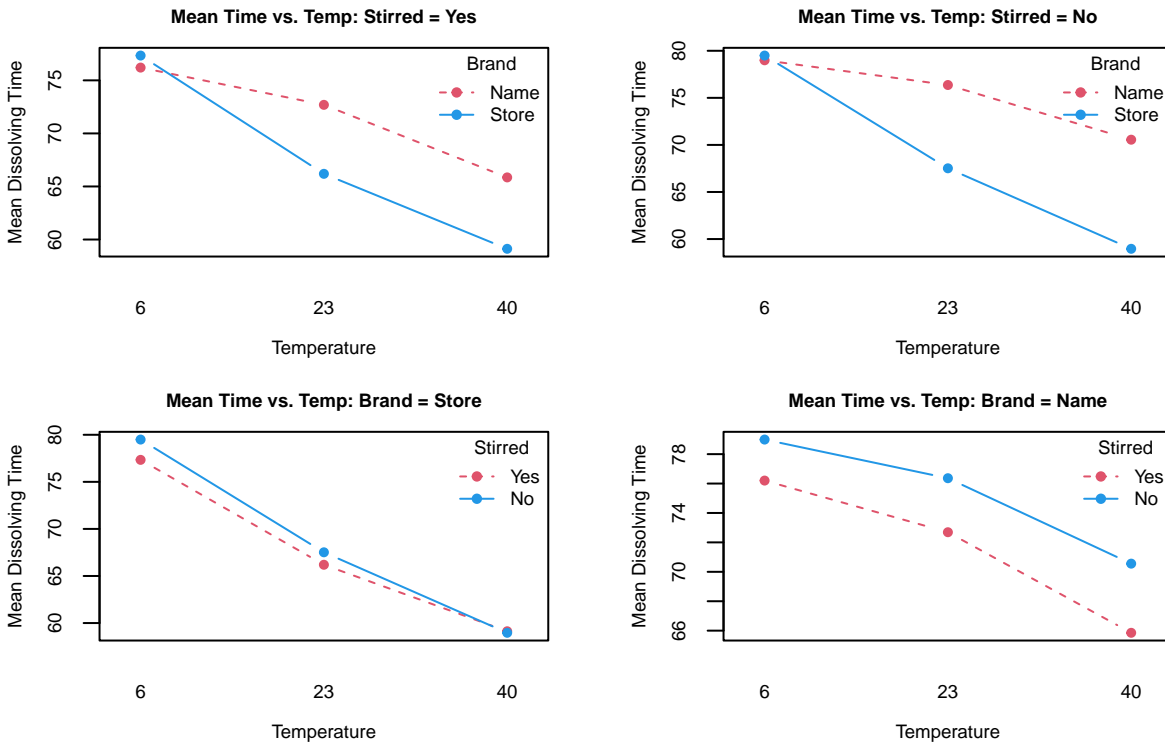 Mean Time vs. Temp: Stirred = Yes
Mean Dissolving Time
75
70
65
60
Brand
Name
Store
6 23 40
Temperature
Mean Time vs. Temp: Stirred = No
Mean Dissolving Time
80
75
70
65
60
Brand
Name
Store
6 23 40
Temperature
Mean Time vs. Temp: Brand = Store
Mean Dissolving Time
80
75
70
65
60
Stirred
Yes
No
6 23 40
Temperature
Mean Time vs. Temp: Brand = Name
Mean Dissolving Time
78
74
70
66
Stirred
Yes
No
6 23 40
Temperature